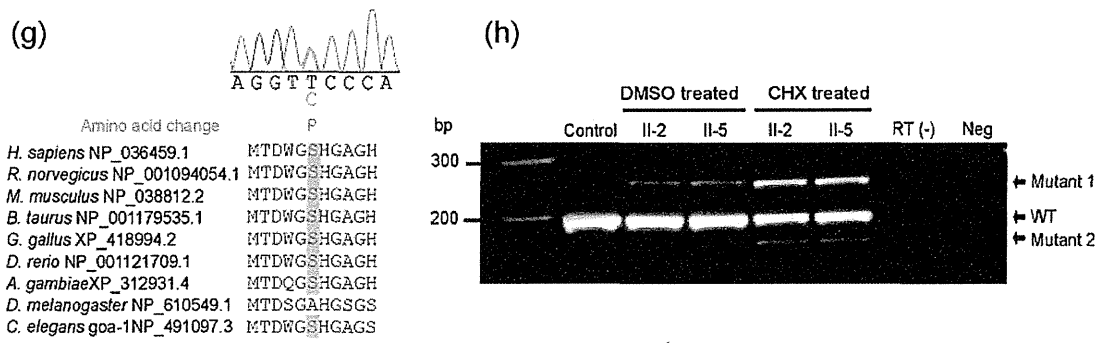 (g)
AGGTTCCCA
C
Amino acid change P
H. sapiens NP_036459.1 MTDWGSHGAGH
R. norvegicus NP_001094054.1 MTDWGSHGAGH
M. musculus NP_038812.2 MTDWGSHGAGH
B. taurus NP_001179535.1 MTDWGSHGAGH
G. gallus XP_418994.2 MTDWGSHGAGH
D. rerio NP_001121709.1 MTDWGSHGAGH
A. gambiaeXP_312931.4 MTDQGSHGAGH
D. melanogaster NP_610549.1 MTDSGAHGSGS
C. elegans goa-1NP_491097.3 MTDWGSHGAGS
(h)
DMSO treated CHX treated
bp Control II-2 II-5 II-2 II-5 RT (-) Neg
300
Mutant 1
200
WT
Mutant 2